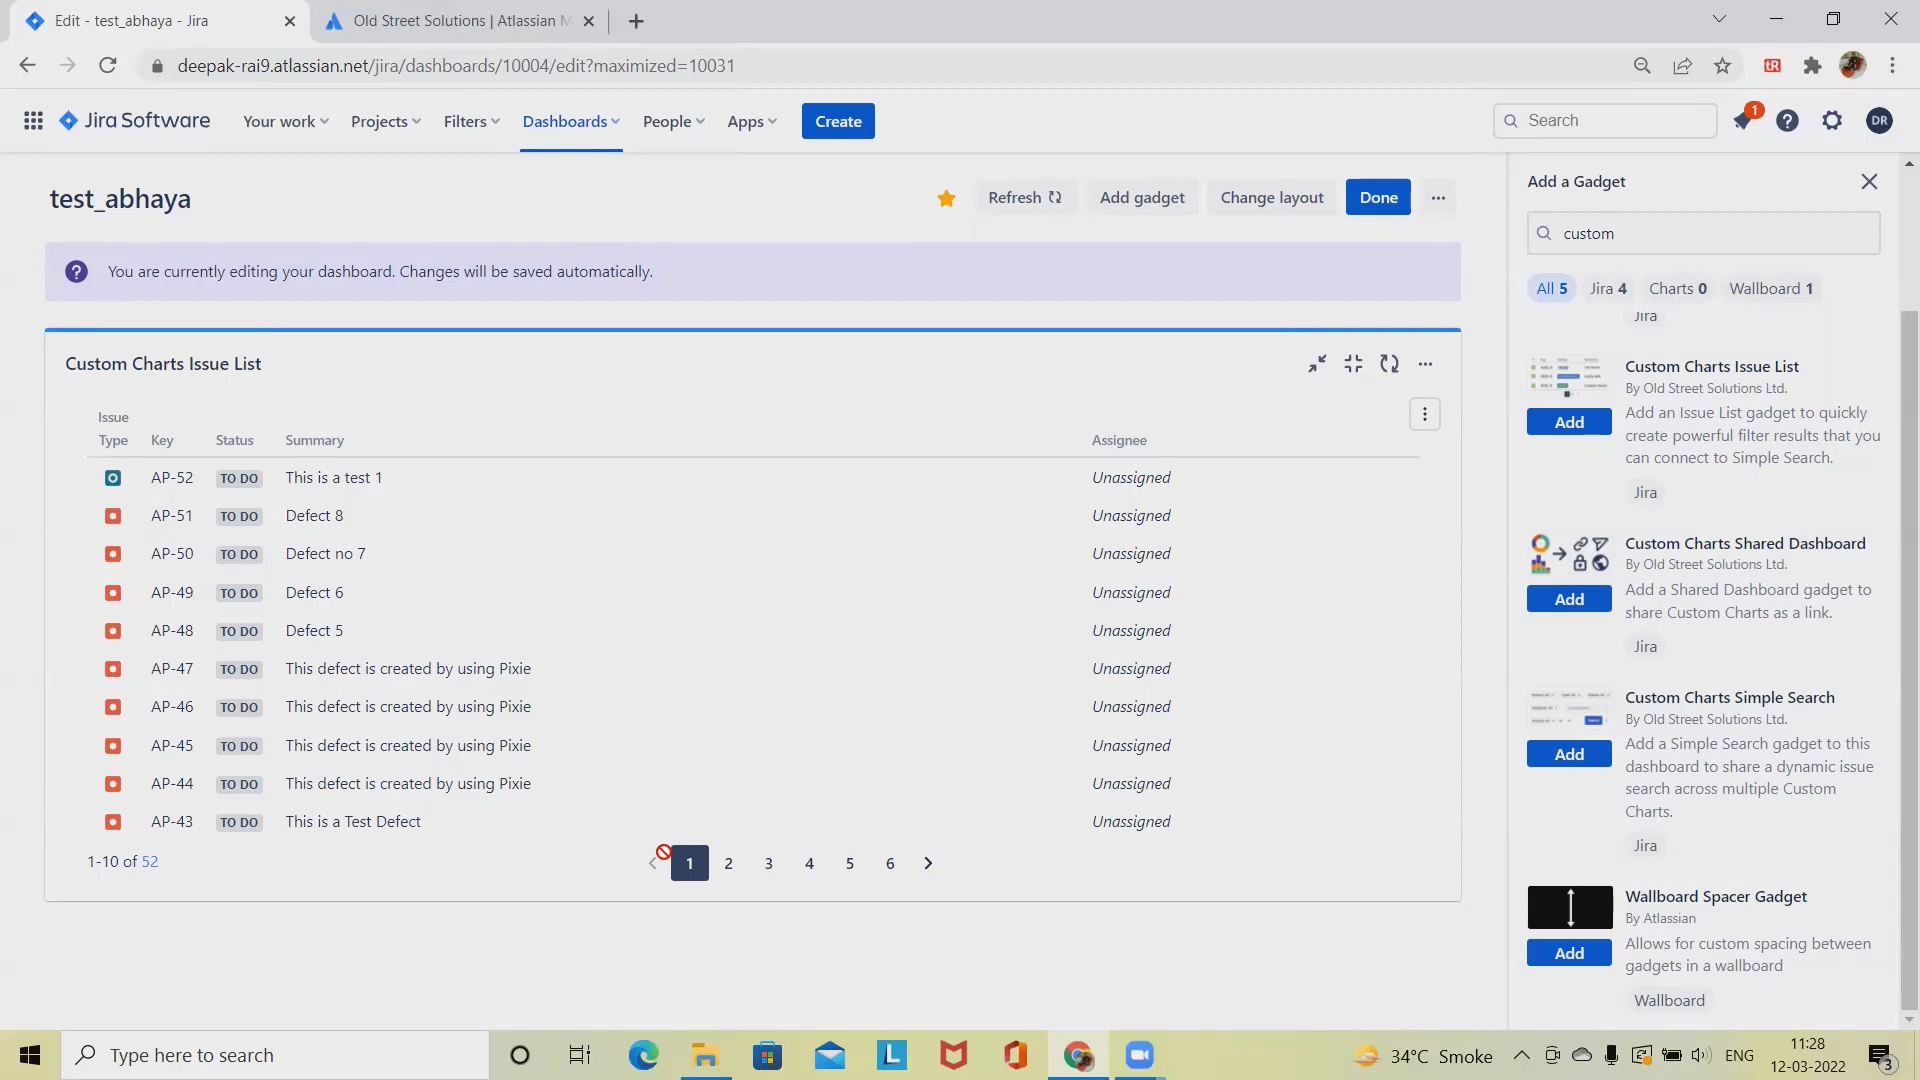 Edit - test_abhaya - Jira
Old Street Solutions | Atlassian M
deepak-rai9.atlassian.net/jira/dashboards/10004/edit?maximized=10031
tR
Jira Software
Your work
Projects
Filters
Dashboards
People
Apps
Create
Search
1
DR
test_abhaya
Refresh
Add gadget
Change layout
Done
You are currently editing your dashboard. Changes will be saved automatically.
Custom Charts Issue List
Issue Type Key Status Summary Assignee
AP-52 TO DO This is a test 1 Unassigned
AP-51 TO DO Defect 8 Unassigned
AP-50 TO DO Defect no 7 Unassigned
AP-49 TO DO Defect 6 Unassigned
AP-48 TO DO Defect 5 Unassigned
AP-47 TO DO This defect is created by using Pixie Unassigned
AP-46 TO DO This defect is created by using Pixie Unassigned
AP-45 TO DO This defect is created by using Pixie Unassigned
AP-44 TO DO This defect is created by using Pixie Unassigned
AP-43 TO DO This is a Test Defect Unassigned
1-10 of 52
1 2 3 4 5 6
Add a Gadget
custom
All 5 Jira 4 Charts 0 Wallboard 1
Jira
Custom Charts Issue List
By Old Street Solutions Ltd.
Add
Add an Issue List gadget to quickly
create powerful filter results that you
can connect to Simple Search.
Jira
Custom Charts Shared Dashboard
By Old Street Solutions Ltd.
Add
Add a Shared Dashboard gadget to
share Custom Charts as a link.
Jira
Custom Charts Simple Search
By Old Street Solutions Ltd.
Add
Add a Simple Search gadget to this
dashboard to share a dynamic issue
search across multiple Custom
Charts.
Jira
Wallboard Spacer Gadget
By Atlassian
Add
Allows for custom spacing between
gadgets in a wallboard
Wallboard
Type here to search
34°C Smoke
ENG
11:28
12-03-2022
3